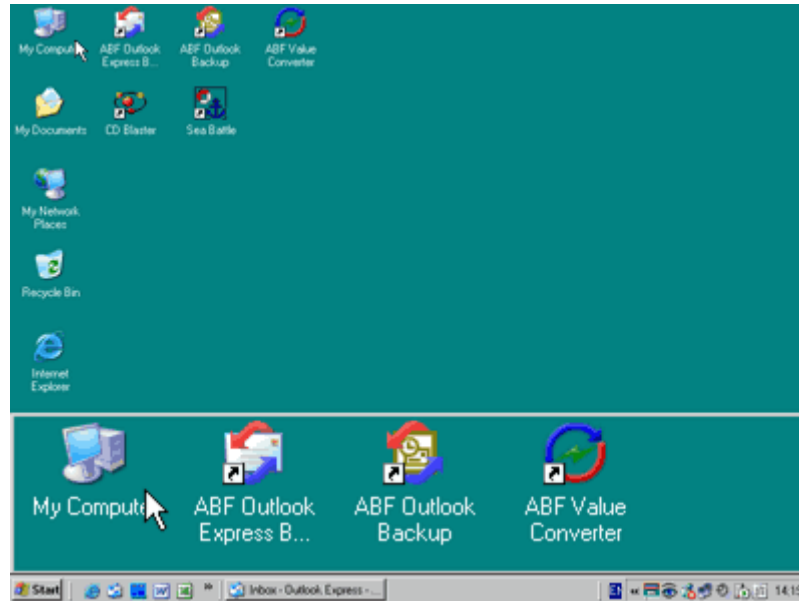 My Compute
ABF Outlook
Express B...
ABF Outlook
Backup
ABF Value
Converter
My Documents
CD Blaster
Sea Battle
My Network
Places
Recycle Bin
Internet
Explorer
My Compute
ABF Outlook
Express B...
ABF Outlook
Backup
ABF Value
Converter
Start
Inbox - Outlook Express - ...
14:15